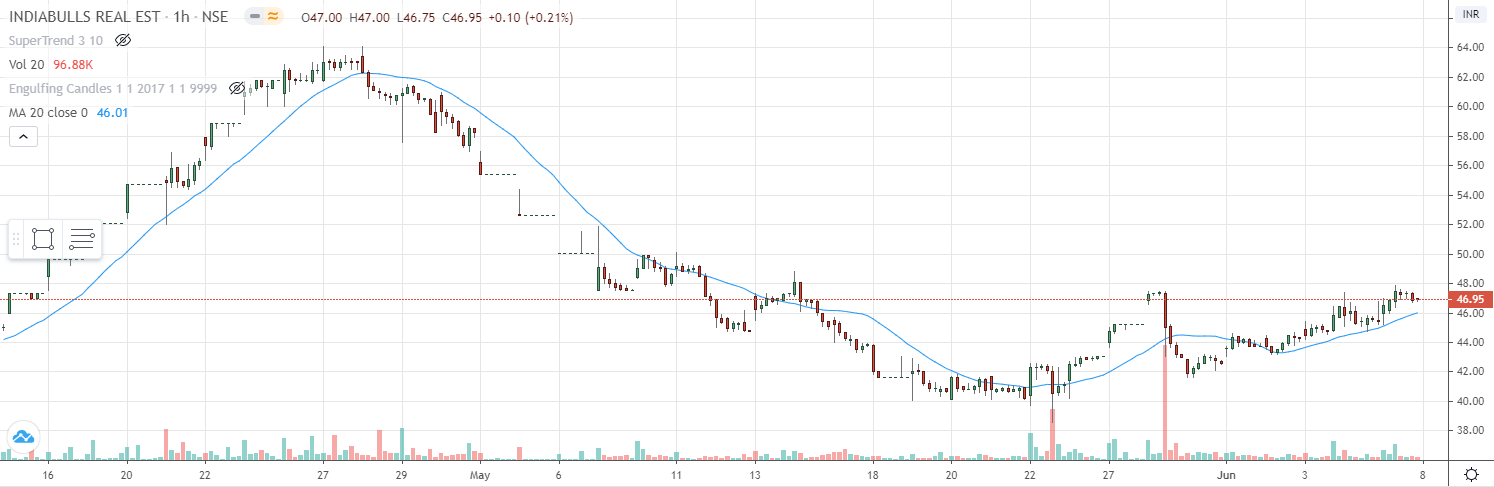 INDIABULLS REAL EST · 1h · NSE O47.00 H47.00 L46.75 C46.95 +0.10 (+0.21%)
INR
SuperTrend 3 10
Vol 20 96.88K
Engulfing Candles 1 1 2017 1 1 9999
MA 20 close 0 46.01
64.00
62.00
60.00
58.00
56.00
54.00
52.00
50.00
48.00
46.95
46.00
44.00
42.00
40.00
38.00
16 20 22 27 29 May 6 11 13 18 20 22 27 Jun 3 8